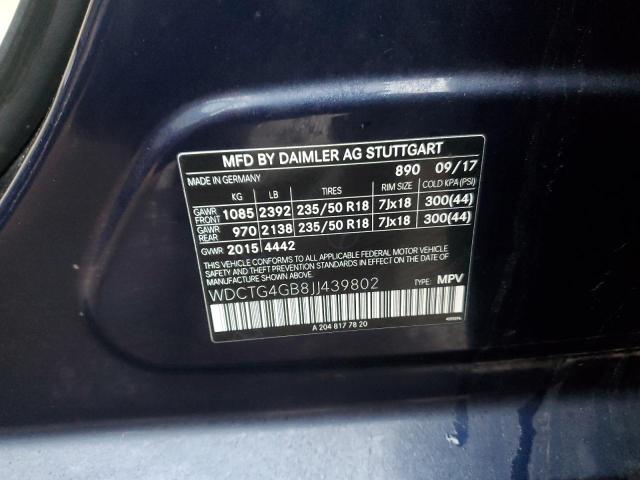 MFD BY DAIMLER AG STUTTGART
MADE IN GERMANY 890 09/17
KG LB TIRES RIM SIZE COLD KPA(PSI)
GAWR FRONT 1085 2392 235/50 R18 7Jx18 300(44)
GAWR REAR 970 2138 235/50 R18 7Jx18 300(44)
GVWR 2015 4442
THIS VEHICLE CONFORMS TO ALL APPLICABLE FEDERAL MOTOR VEHICLE
SAFETY STANDARDS IN EFFECT ON THE DATE OF MANUFACTURE SHOWN ABOVE.
WDCTG4GB8JJ439802 TYPE: MPV
A 204 817 78 20